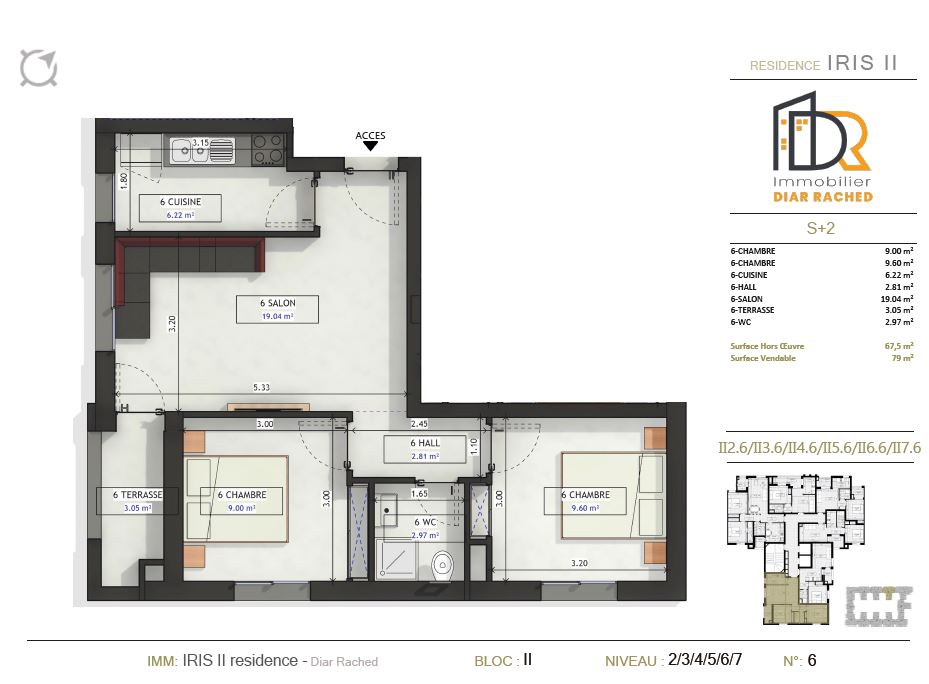 RESIDENCE IRIS II
DR
Immobilier
DIAR RACHED
S+2
6-CHAMBRE 9.00 m²
6-CHAMBRE 9.60 m²
6-CUISINE 6.22 m²
6-HALL 2.81 m²
6-SALON 19.04 m²
6-TERRASSE 3.05 m²
6-WC 2.97 m²
Surface Hors Œuvre 67,5 m²
Surface Vendable 79 m²
II2.6/II3.6/II4.6/II5.6/II6.6/II7.6
ACCES
3.15
1.80
6 CUISINE
6.22 m²
6 SALON
19.04 m²
3.20
5.33
3.00
2.45
6 HALL
2.81 m²
1.10
6 TERRASSE
3.05 m²
6 CHAMBRE
9.00 m²
3.00
1.65
6 WC
2.97 m²
3.00
6 CHAMBRE
9.60 m²
3.20
IMM: IRIS II residence - Diar Rached
BLOC : II
NIVEAU : 2/3/4/5/6/7
N°: 6